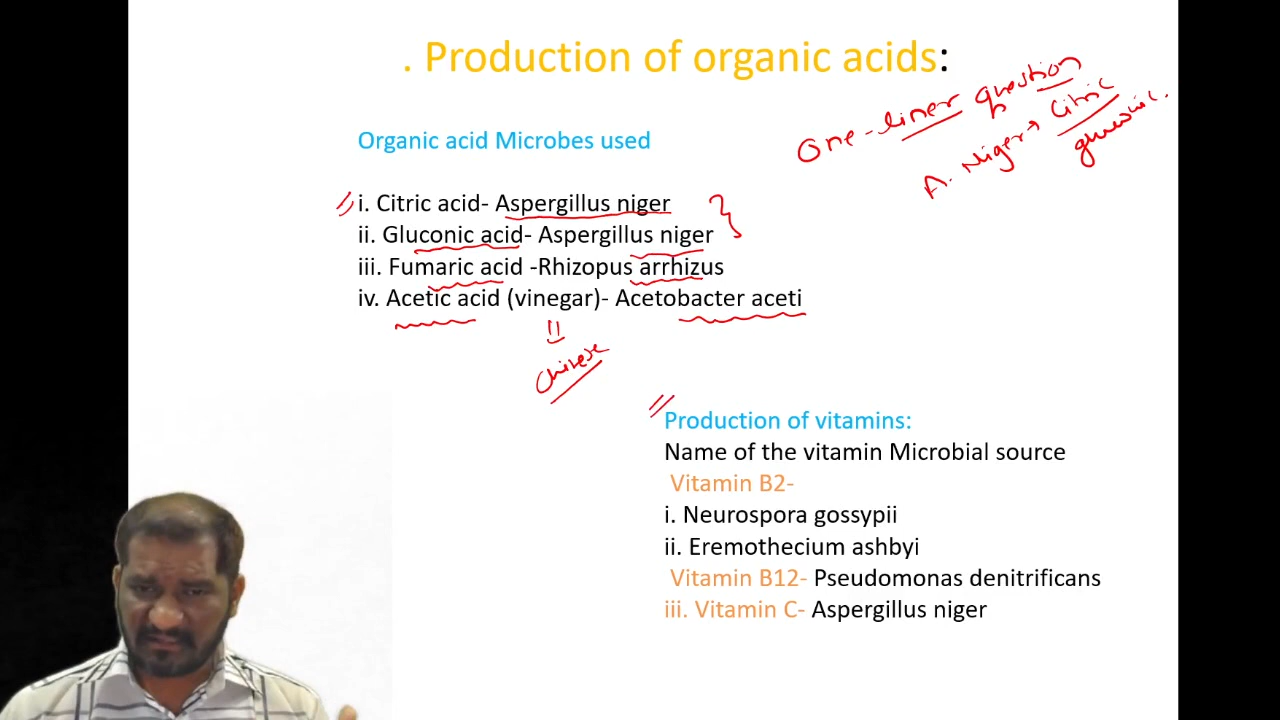 . Production of organic acids:
One-liner question
A. Niger → Citric
Organic acid Microbes used
i. Citric acid- Aspergillus niger
ii. Gluconic acid- Aspergillus niger
iii. Fumaric acid -Rhizopus arrhizus
iv. Acetic acid (vinegar)- Acetobacter aceti
Chinese
Production of vitamins:
Name of the vitamin Microbial source
Vitamin B2-
i. Neurospora gossypii
ii. Eremothecium ashbyi
Vitamin B12- Pseudomonas denitrificans
iii. Vitamin C- Aspergillus niger